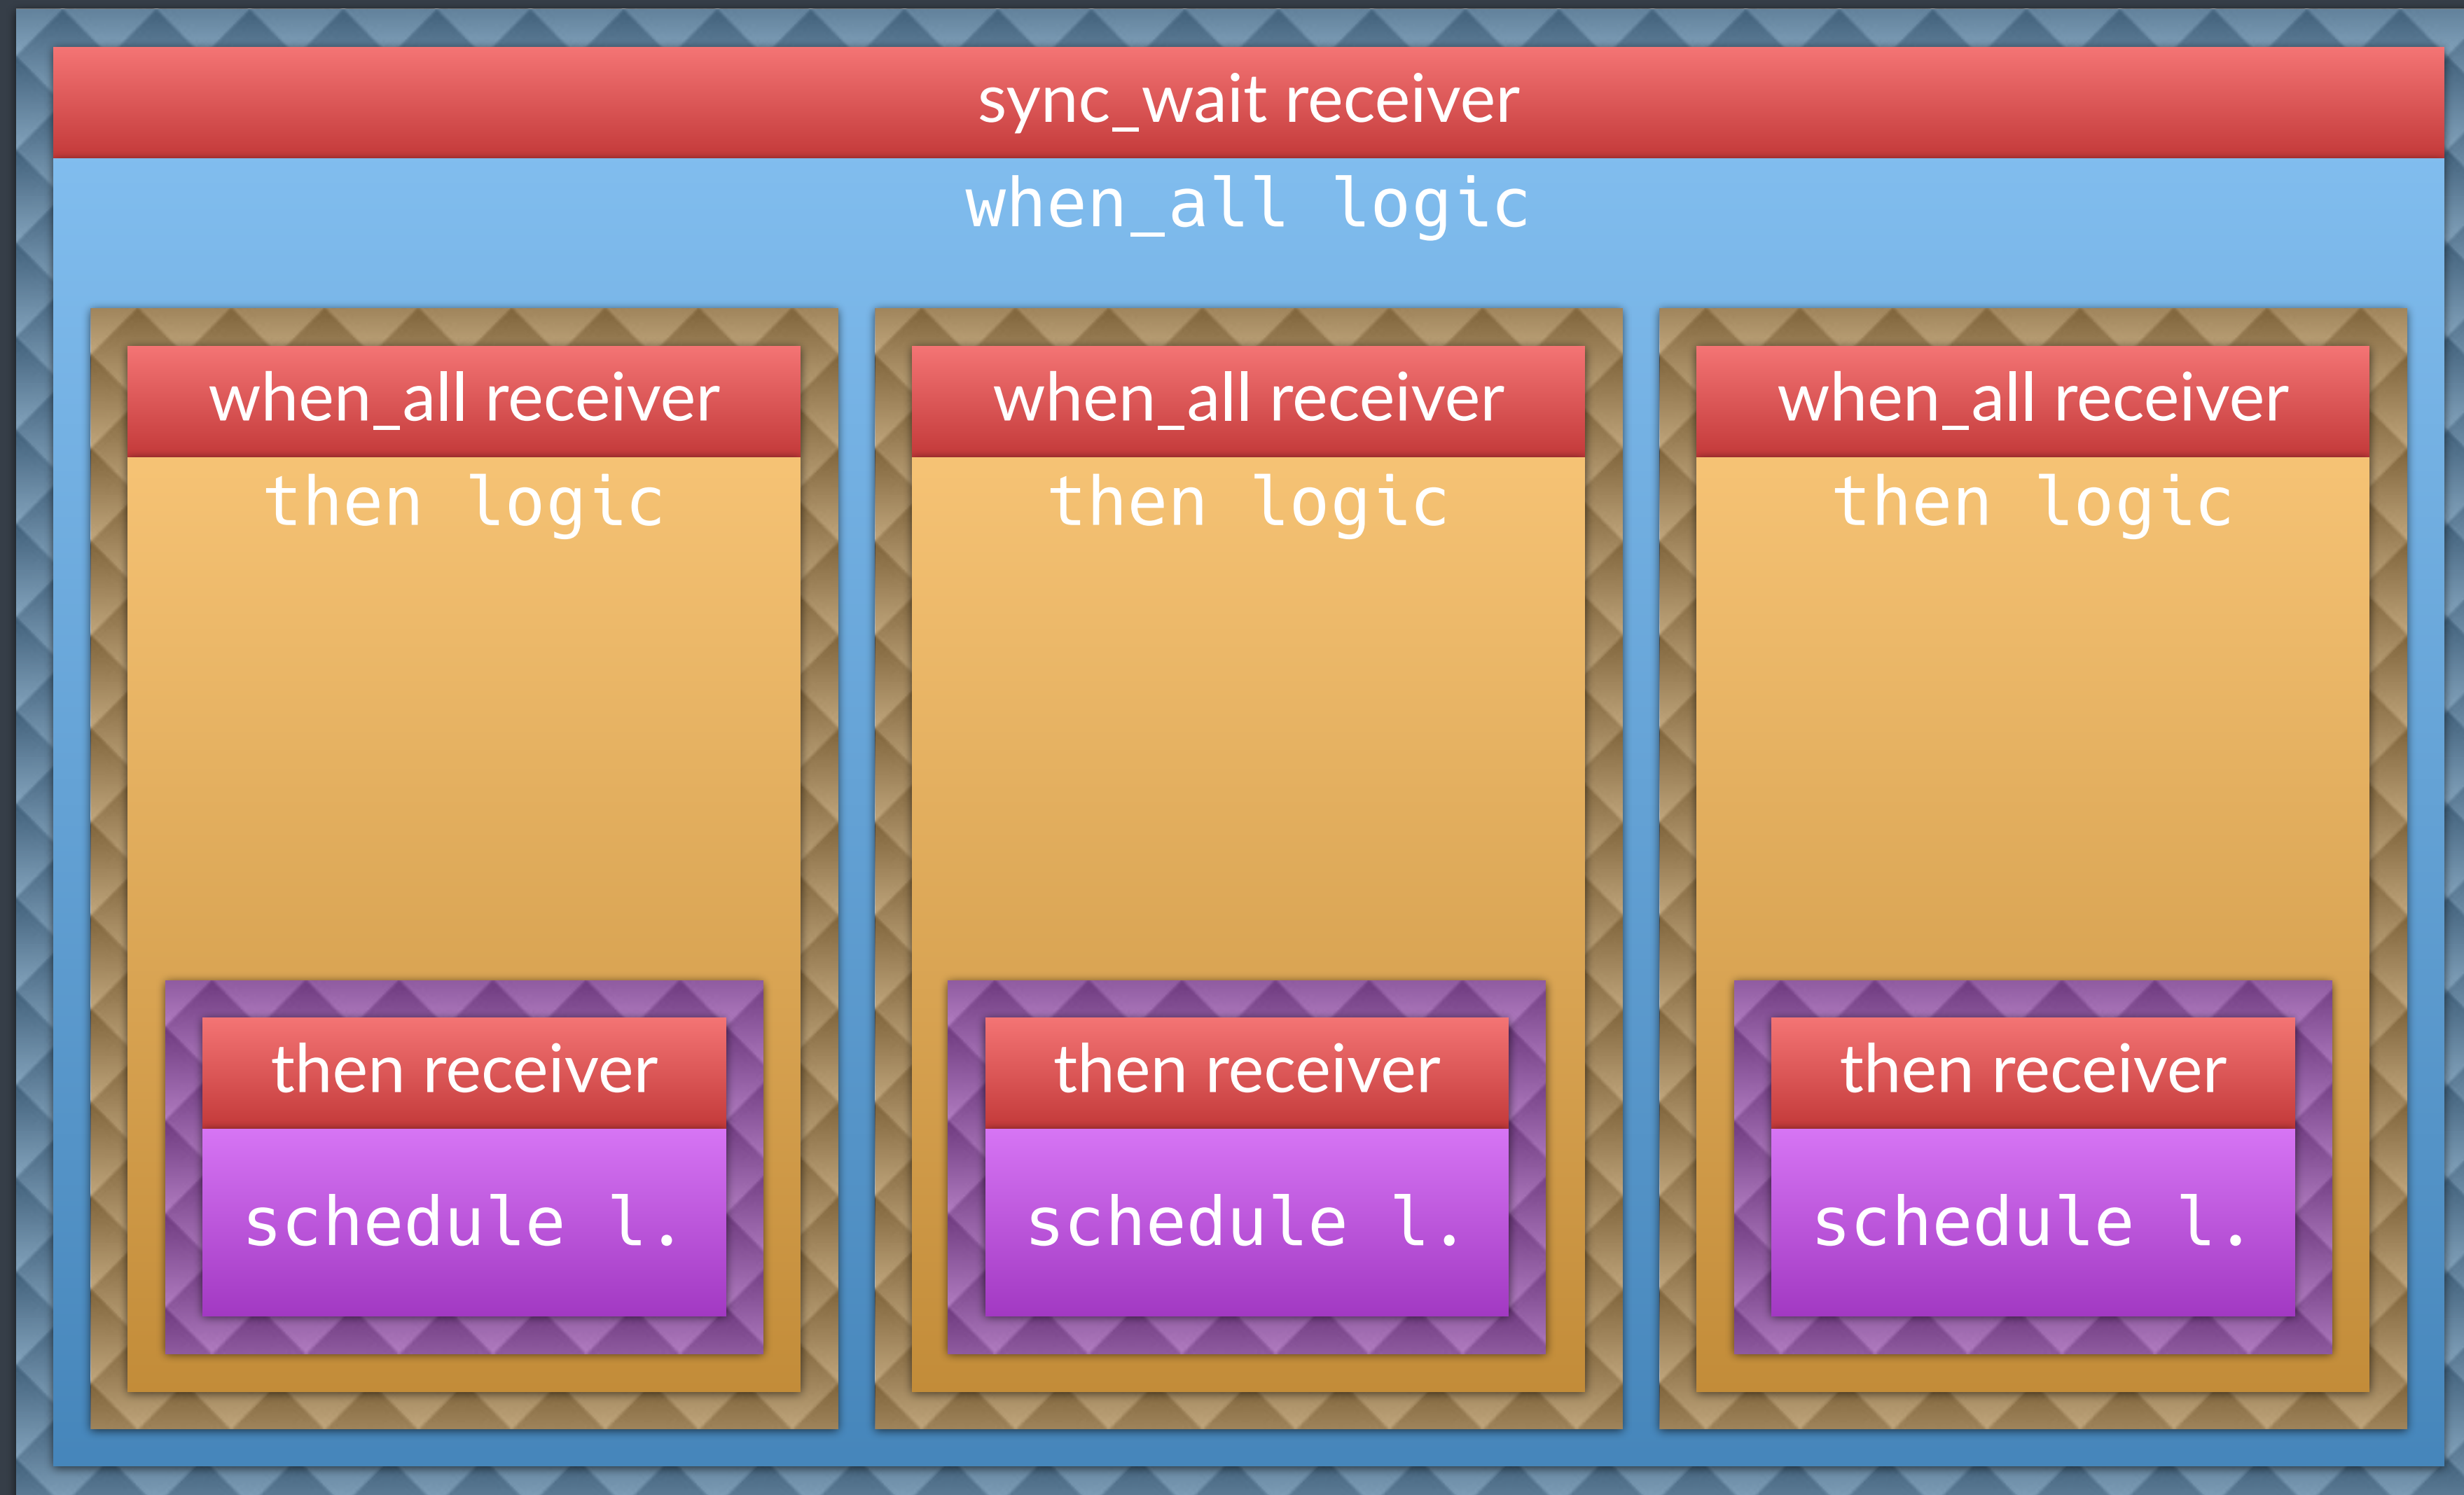 sync_wait receiver
when_all logic
when_all receiver
then logic
then receiver
schedule l.
when_all receiver
then logic
then receiver
schedule l.
when_all receiver
then logic
then receiver
schedule l.